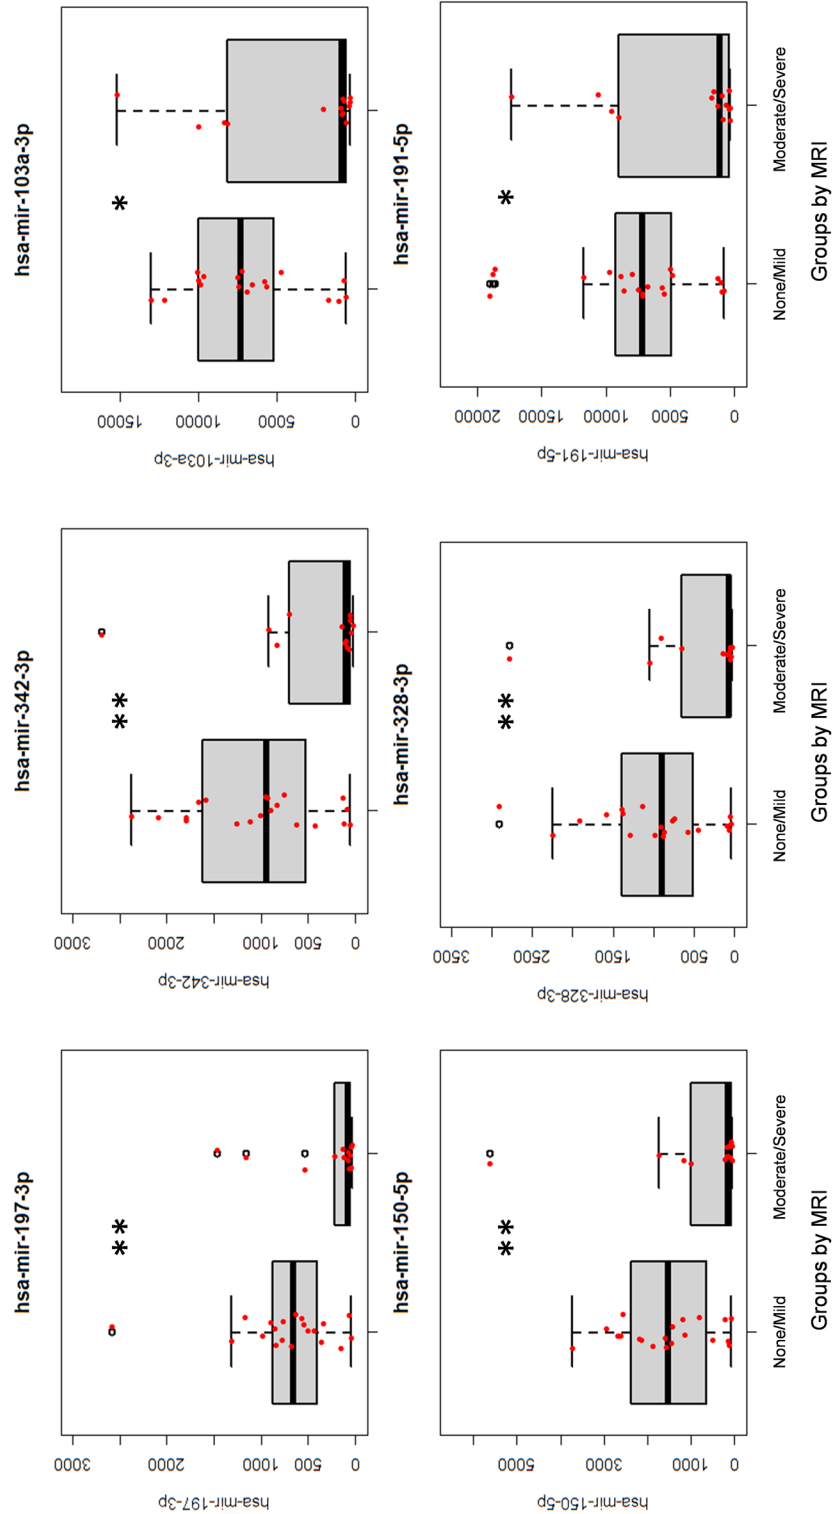 hsa-mir-197-3p
hsa-mir-197-3p
3000
2000
1000
500
0
**
hsa-mir-342-3p
hsa-mir-342-3p
3000
2000
1000
500
0
**
hsa-mir-103a-3p
hsa-mir-103a-3p
15000
10000
5000
0
*
hsa-mir-150-5p
hsa-mir-150-5p
5000
3000
1000
0
**
None/Mild
Moderate/Severe
Groups by MRI
hsa-mir-328-3p
hsa-mir-328-3p
3500
2500
1500
500
0
**
None/Mild
Moderate/Severe
Groups by MRI
hsa-mir-191-5p
hsa-mir-191-5p
20000
15000
10000
5000
0
*
None/Mild
Moderate/Severe
Groups by MRI